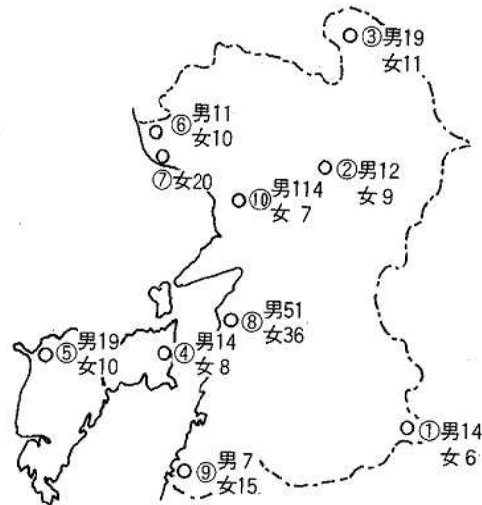 ③男19
女11
⑥男11
女10
⑦女20
②男12
女9
⑩男114
女 7
⑧男51
女36
⑤男19
女10
④男14
女 8
①男14
女 6
⑨男 7
女15